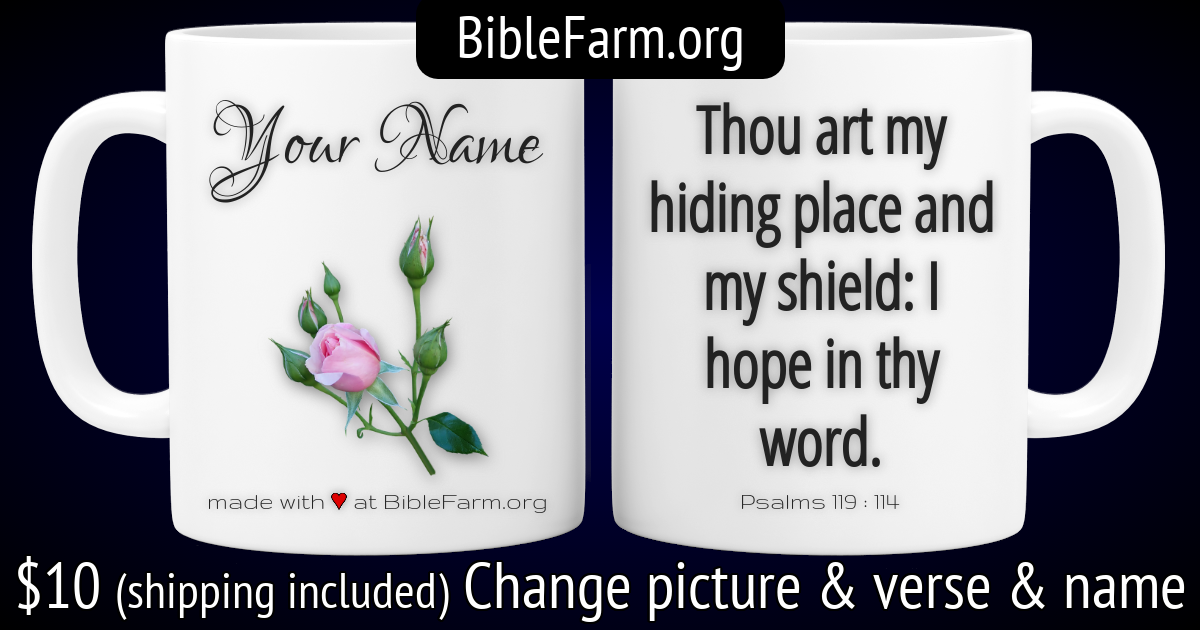 BibleFarm.org
Your Name
made with ♥ at BibleFarm.org
Thou art my
hiding place and
my shield: I
hope in thy
word.
Psalms 119 : 114
$10 (shipping included) Change picture & verse & name